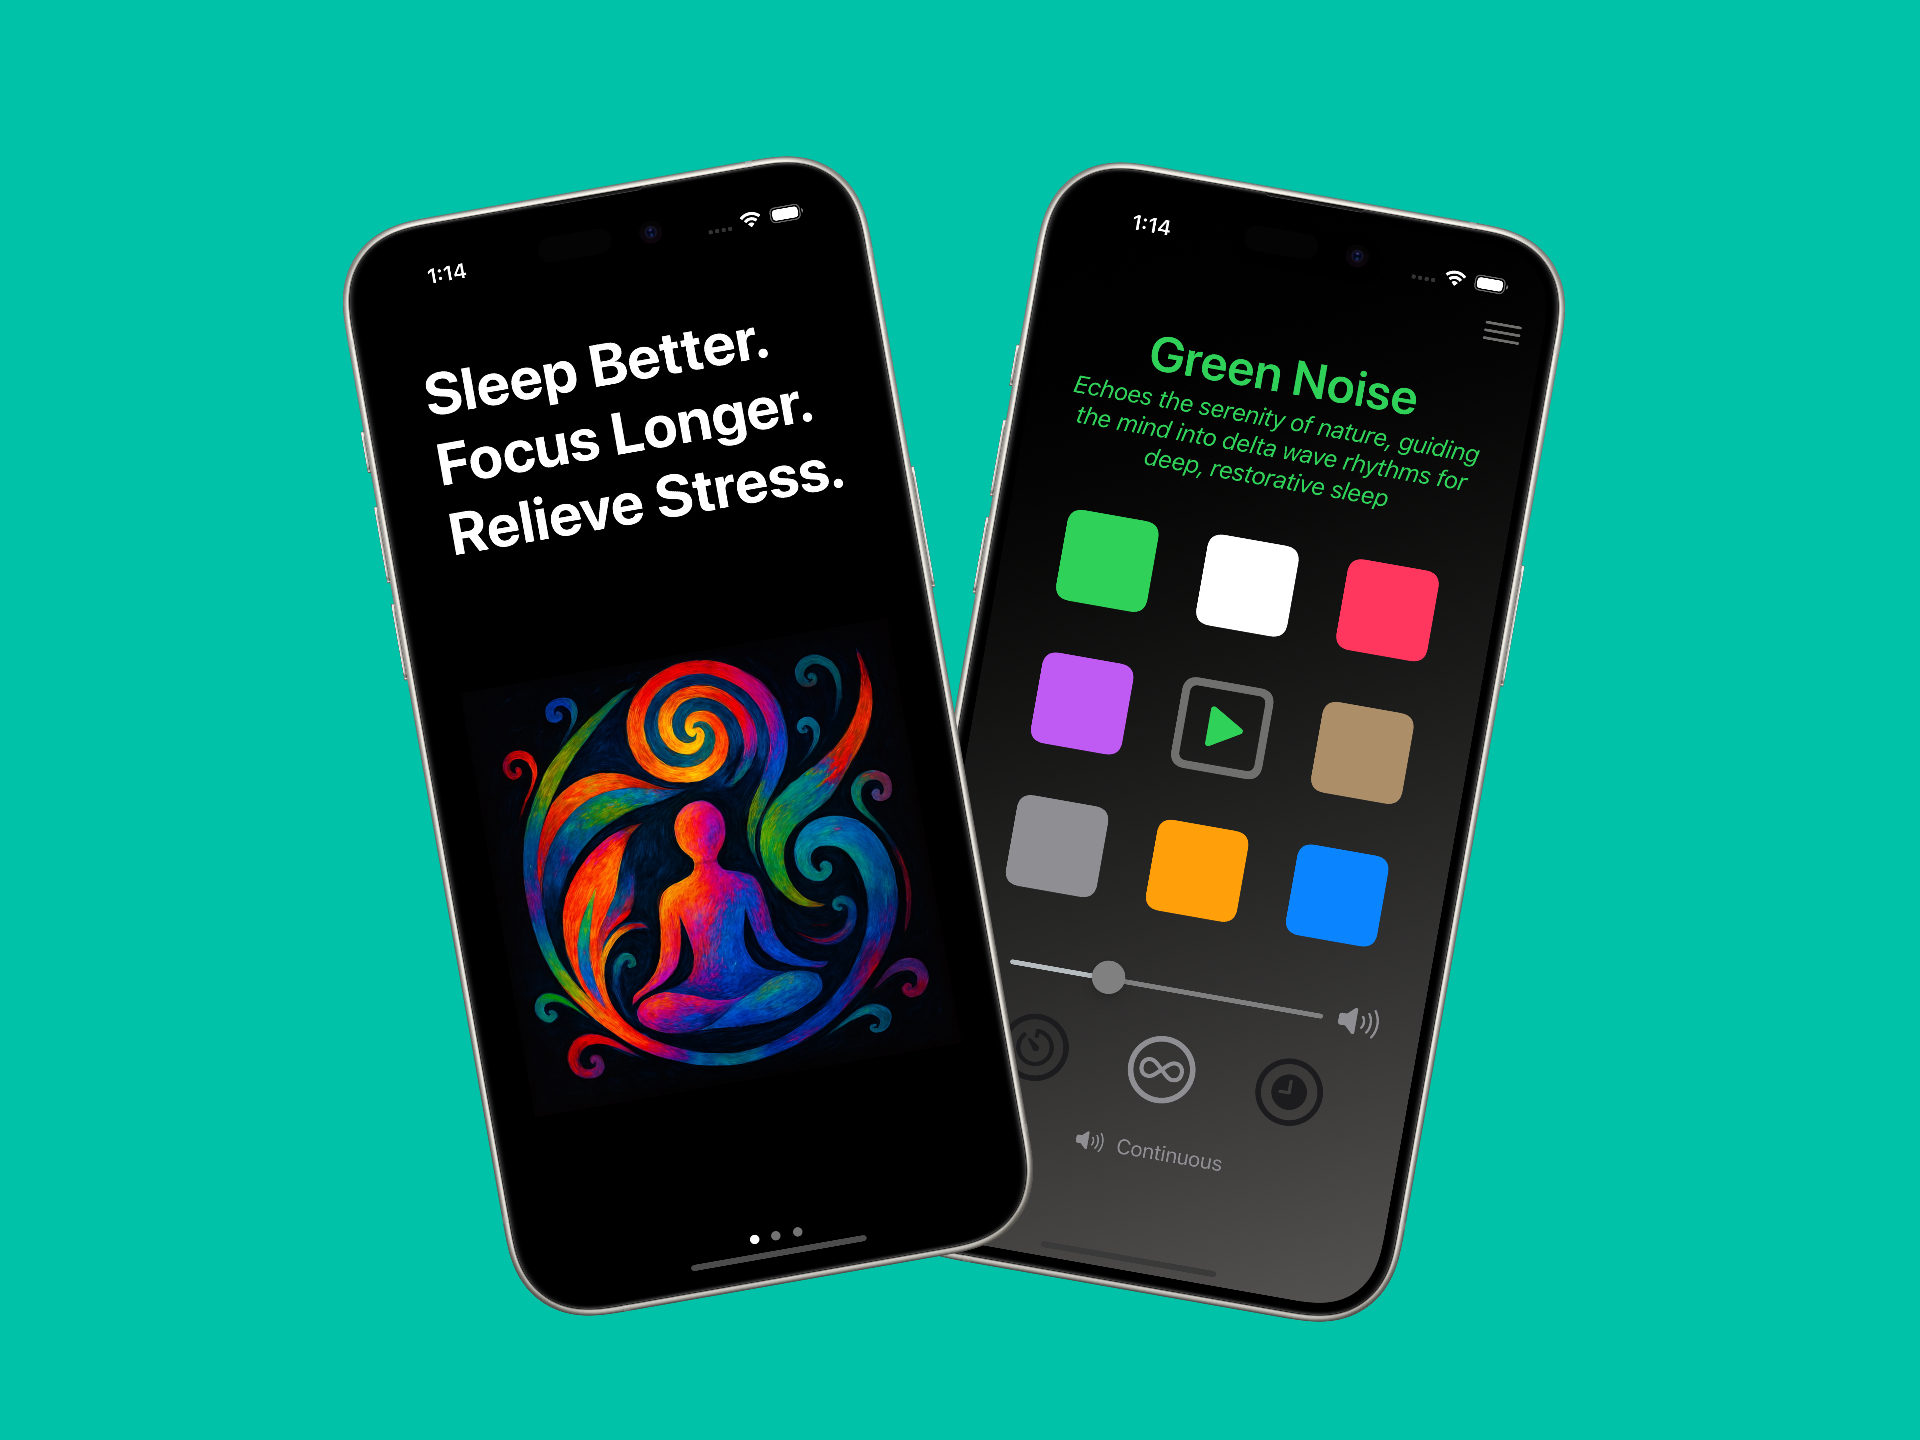 1:14
Sleep Better.
Focus Longer.
Relieve Stress.
1:14
Green Noise
Echoes the serenity of nature, guiding
the mind into delta wave rhythms for
deep, restorative sleep
Continuous